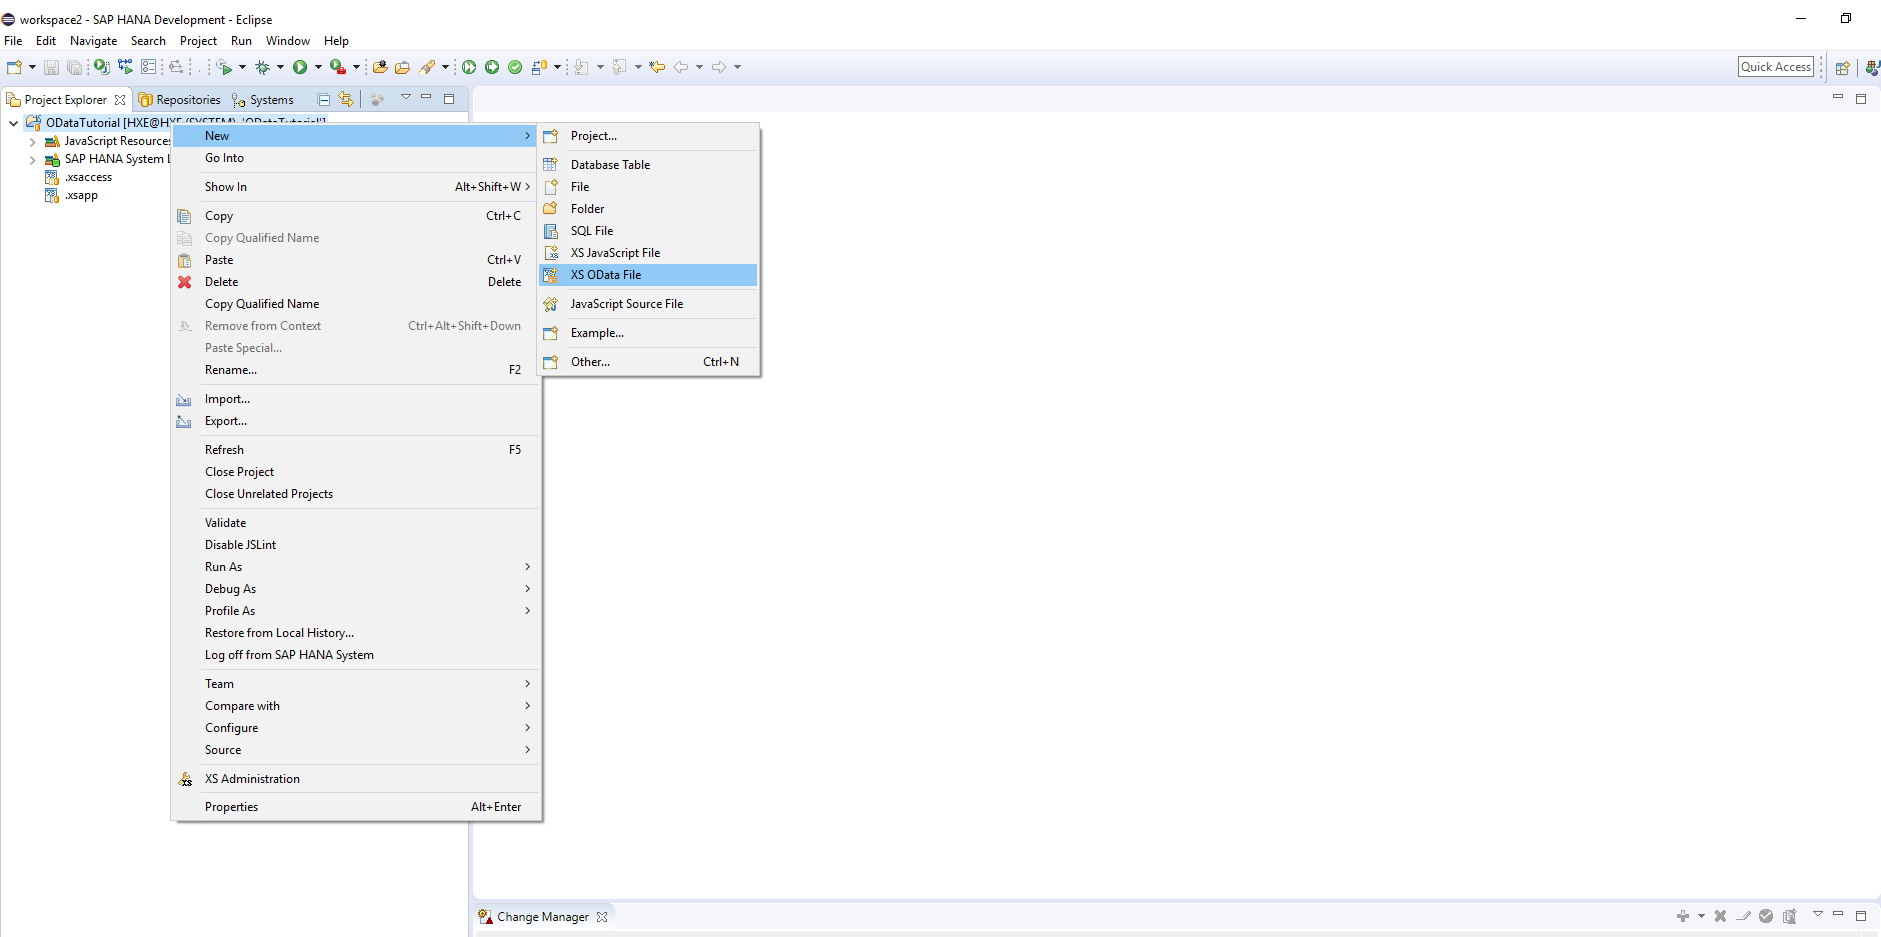 workspace2 - SAP HANA Development - Eclipse
File Edit Navigate Search Project Run Window Help
Quick Access
Project Explorer Repositories Systems
ODataTutorial [HXE@HXE (SYSTEM), 'ODataTutorial']
JavaScript Resources
SAP HANA System L
.xsaccess
.xsapp
New
Go Into
Show In Alt+Shift+W
Copy Ctrl+C
Copy Qualified Name
Paste Ctrl+V
Delete Delete
Copy Qualified Name
Remove from Context Ctrl+Alt+Shift+Down
Paste Special...
Rename... F2
Import...
Export...
Refresh F5
Close Project
Close Unrelated Projects
Validate
Disable JSLint
Run As
Debug As
Profile As
Restore from Local History...
Log off from SAP HANA System
Team
Compare with
Configure
Source
XS Administration
Properties Alt+Enter
Project...
Database Table
File
Folder
SQL File
XS JavaScript File
XS OData File
JavaScript Source File
Example...
Other... Ctrl+N
Change Manager